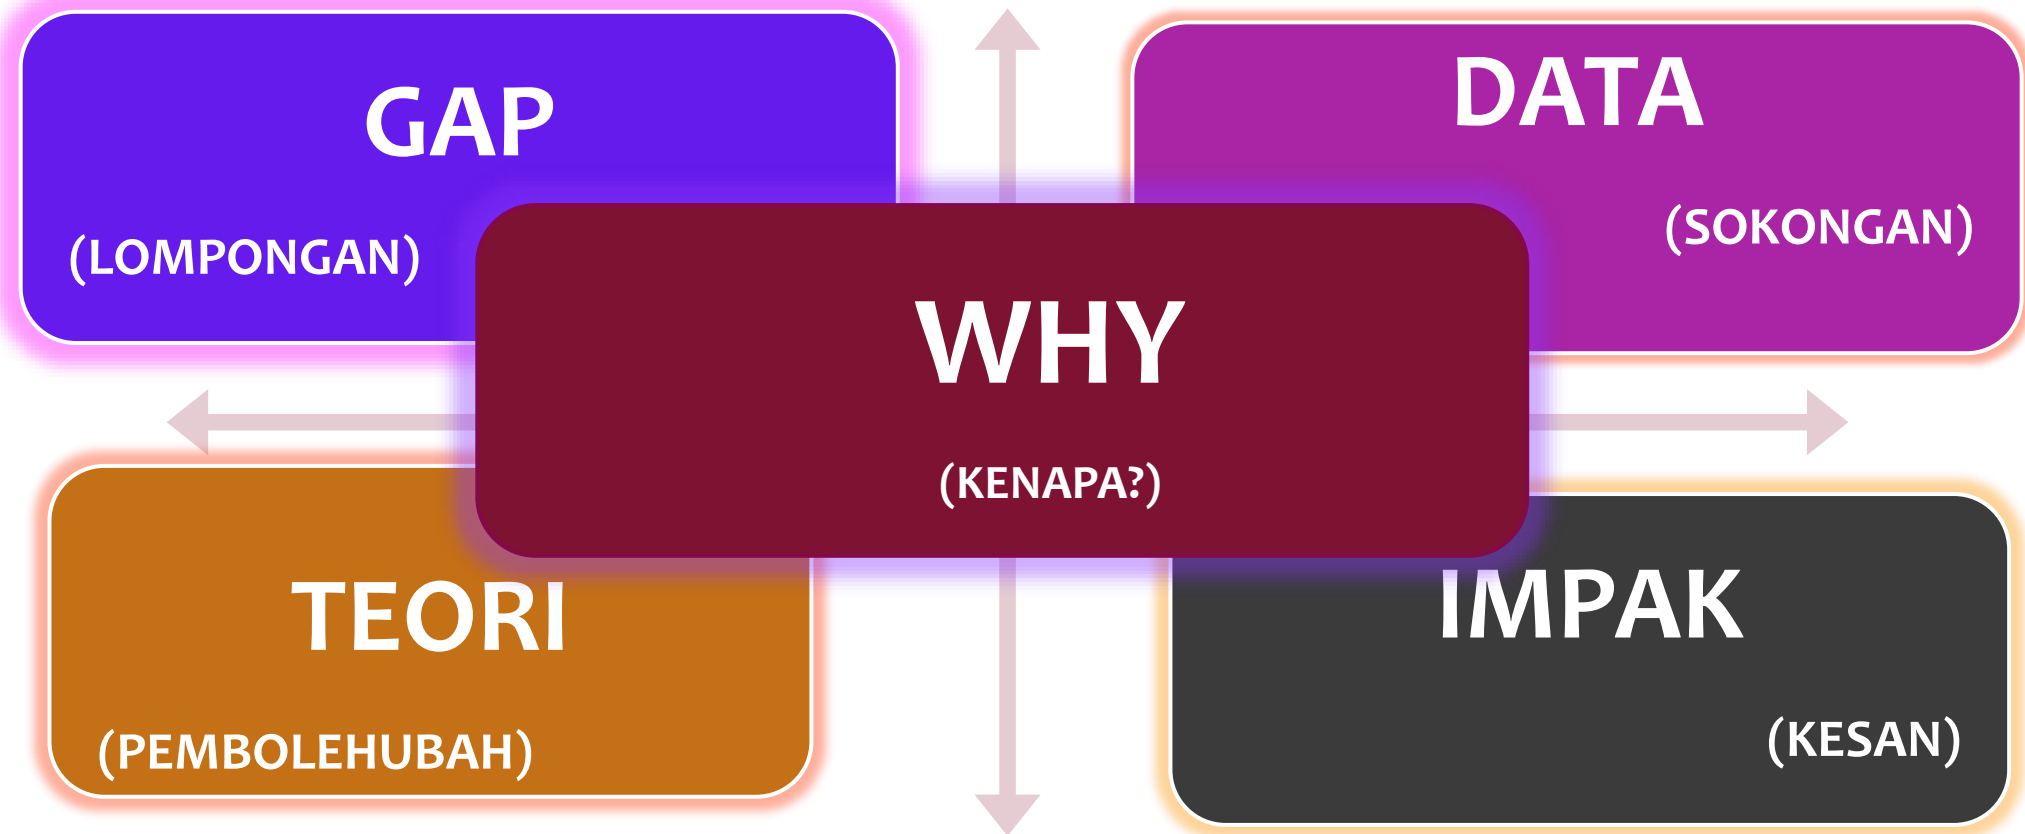 GAP
(LOMPONGAN)
DATA
(SOKONGAN)
WHY
(KENAPA?)
TEORI
(PEMBOLEHUBAH)
IMPAK
(KESAN)